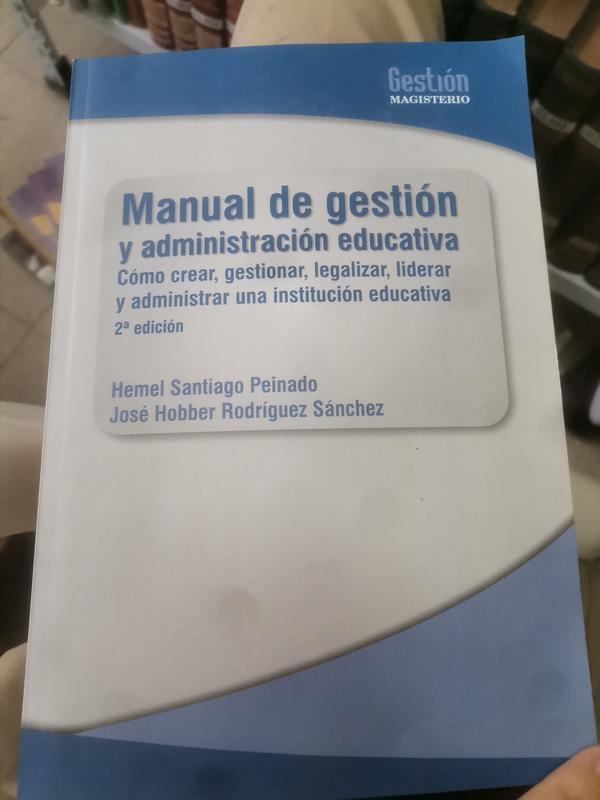 Gestión
MAGISTERIO
Manual de gestión
y administración educativa
Cómo crear, gestionar, legalizar, liderar
y administrar una institución educativa
2ª edición
Hemel Santiago Peinado
José Hobber Rodríguez Sánchez